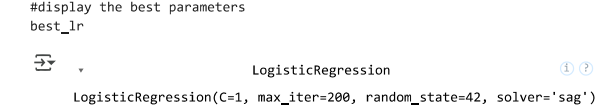 #display the best parameters
best_lr
LogisticRegression
i ?
LogisticRegression(C=1, max_iter=200, random_state=42, solver='sag')